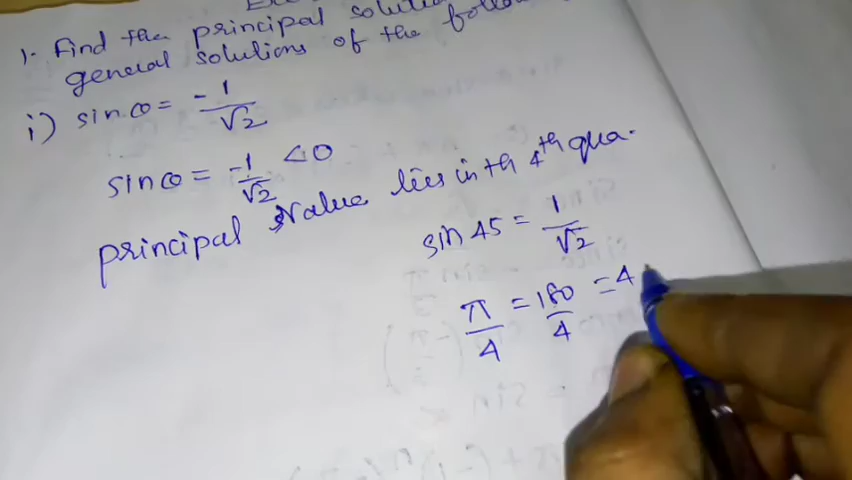 1. Find the principal
general solutions of the
i) sin θ = -1/√2
sin θ = -1/√2 <0
principal value lies in th 4th qua.
sin 45 = 1/√2
π/4 = 180/4 = 4